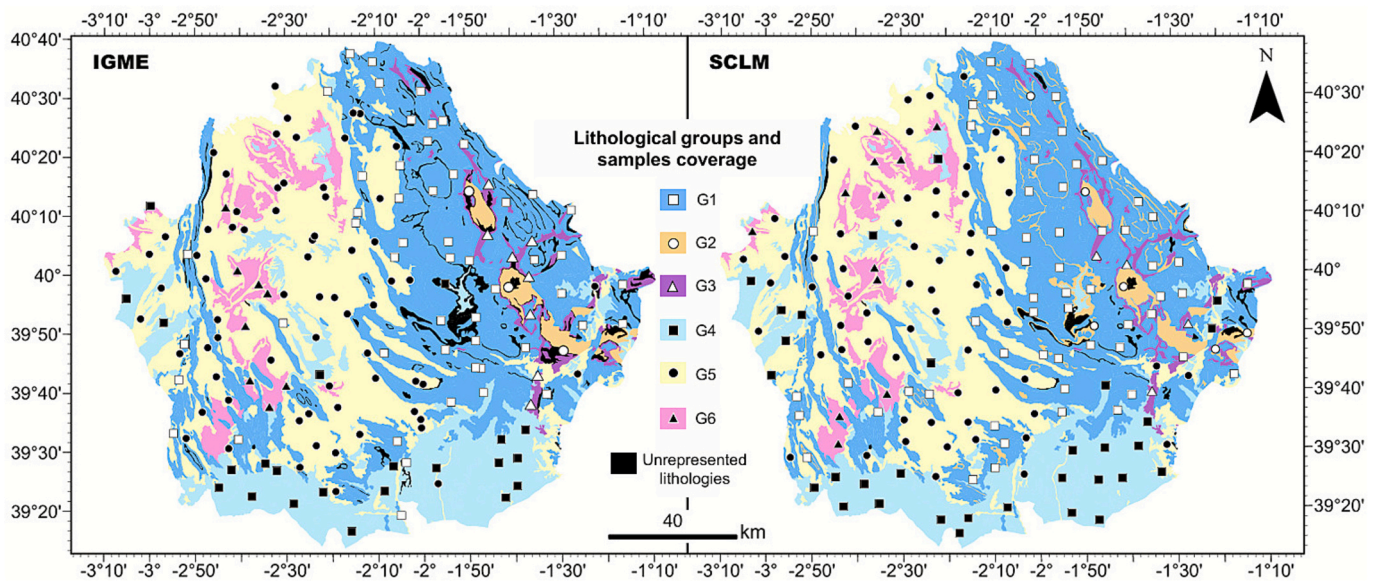 -3°10' -3° -2°50' -2°30' -2°10' -2° -1°50' -1°30' -1°10' -3°10' -3° -2°50' -2°30' -2°10' -2° -1°50' -1°30' -1°10'
40°40'
IGME
SCLM
N
40°30'
40°30'
Lithological groups and
samples coverage
40°20'
40°20'
G1
40°10'
40°10'
G2
40°
40°
G3
G4
39°50'
39°50'
G5
39°40'
39°40'
G6
39°30'
39°30'
Unrepresented
lithologies
39°20'
39°20'
40
km
-3°10' -3° -2°50' -2°30' -2°10' -2° -1°50' -1°30' -1°10' -3°10' -3° -2°50' -2°30' -2°10' -2° -1°50' -1°30' -1°10'